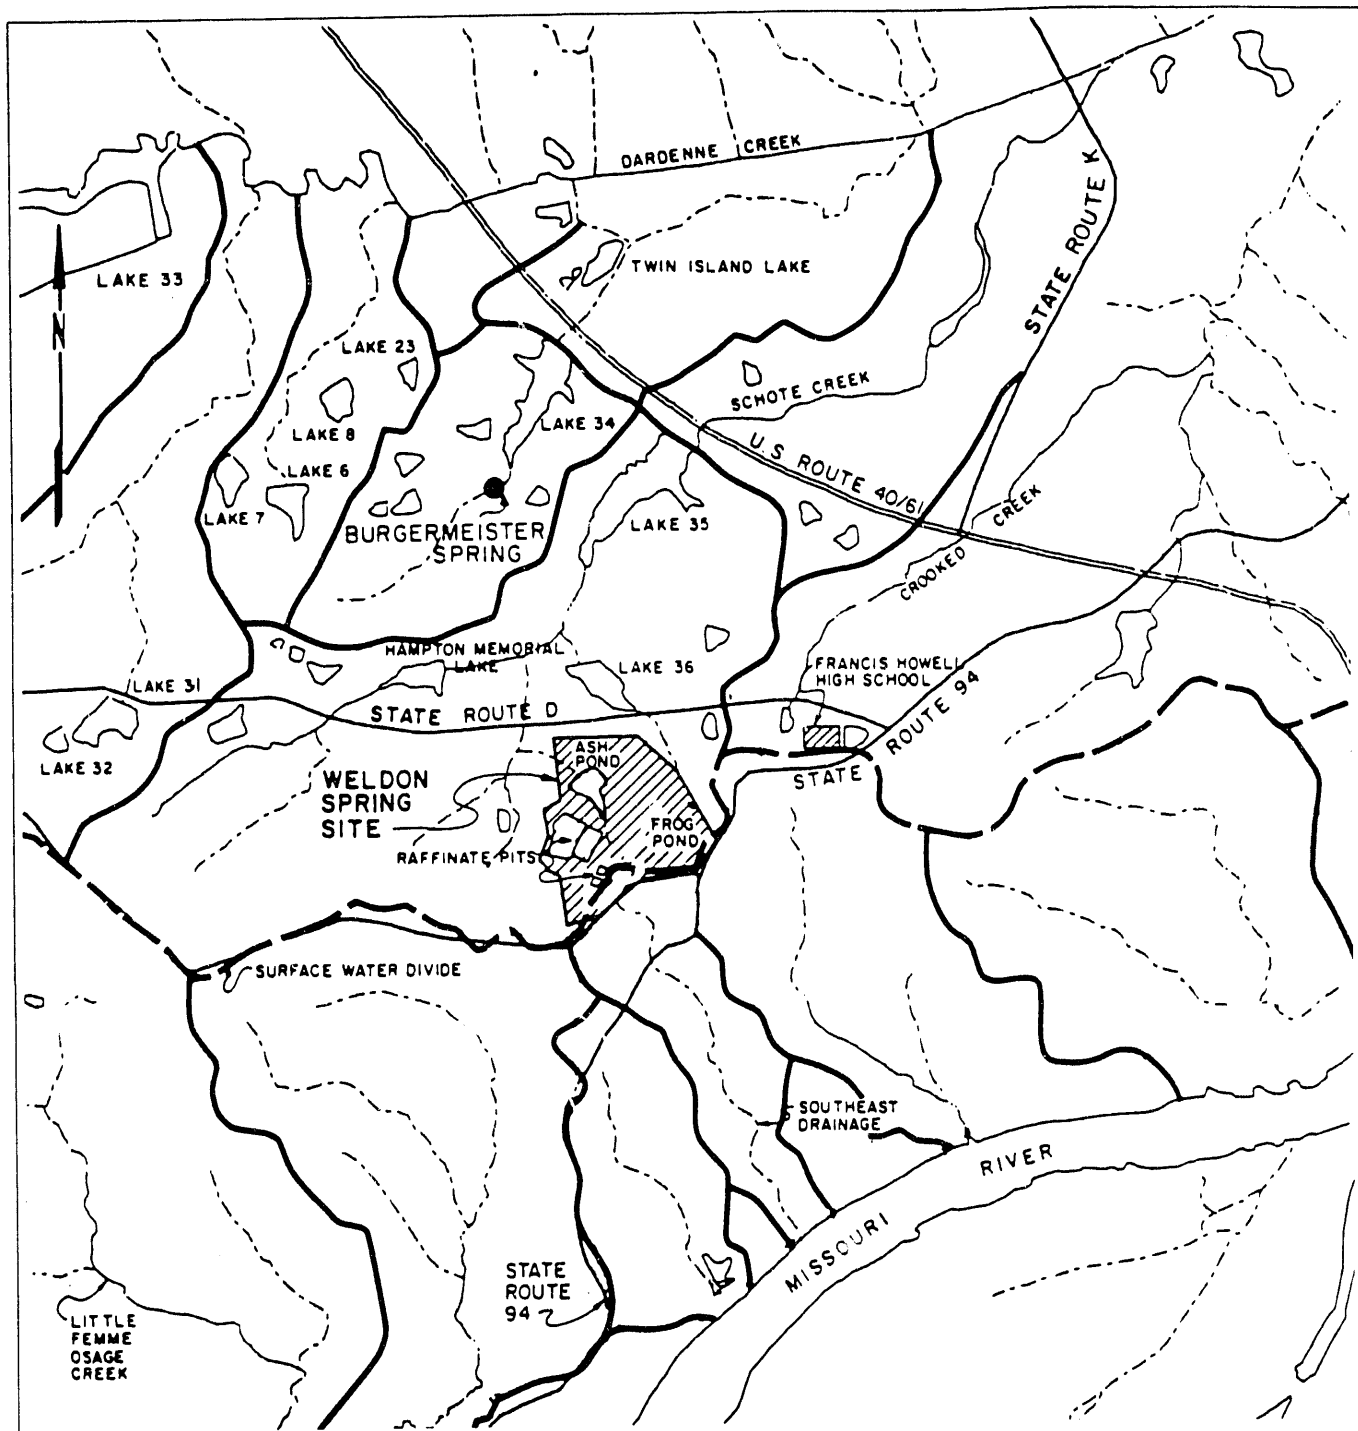 DARDENNE CREEK
STATE ROUTE K
LAKE 33
TWIN ISLAND LAKE
N
LAKE 23
SCHOTE CREEK
LAKE 8
LAKE 34
LAKE 6
U.S. ROUTE 40/61
LAKE 7
LAKE 35
CROOKED CREEK
BURGERMEISTER
SPRING
HAMPTON MEMORIAL
LAKE
LAKE 36
FRANCIS HOWELL
HIGH SCHOOL
LAKE 31
STATE ROUTE D
STATE ROUTE 94
LAKE 32
ASH
POND
WELDON
SPRING
SITE
FROG
POND
RAFFINATE PITS
SURFACE WATER DIVIDE
SOUTHEAST
DRAINAGE
MISSOURI RIVER
STATE
ROUTE
94
LITTLE
FEMME
OSAGE
CREEK